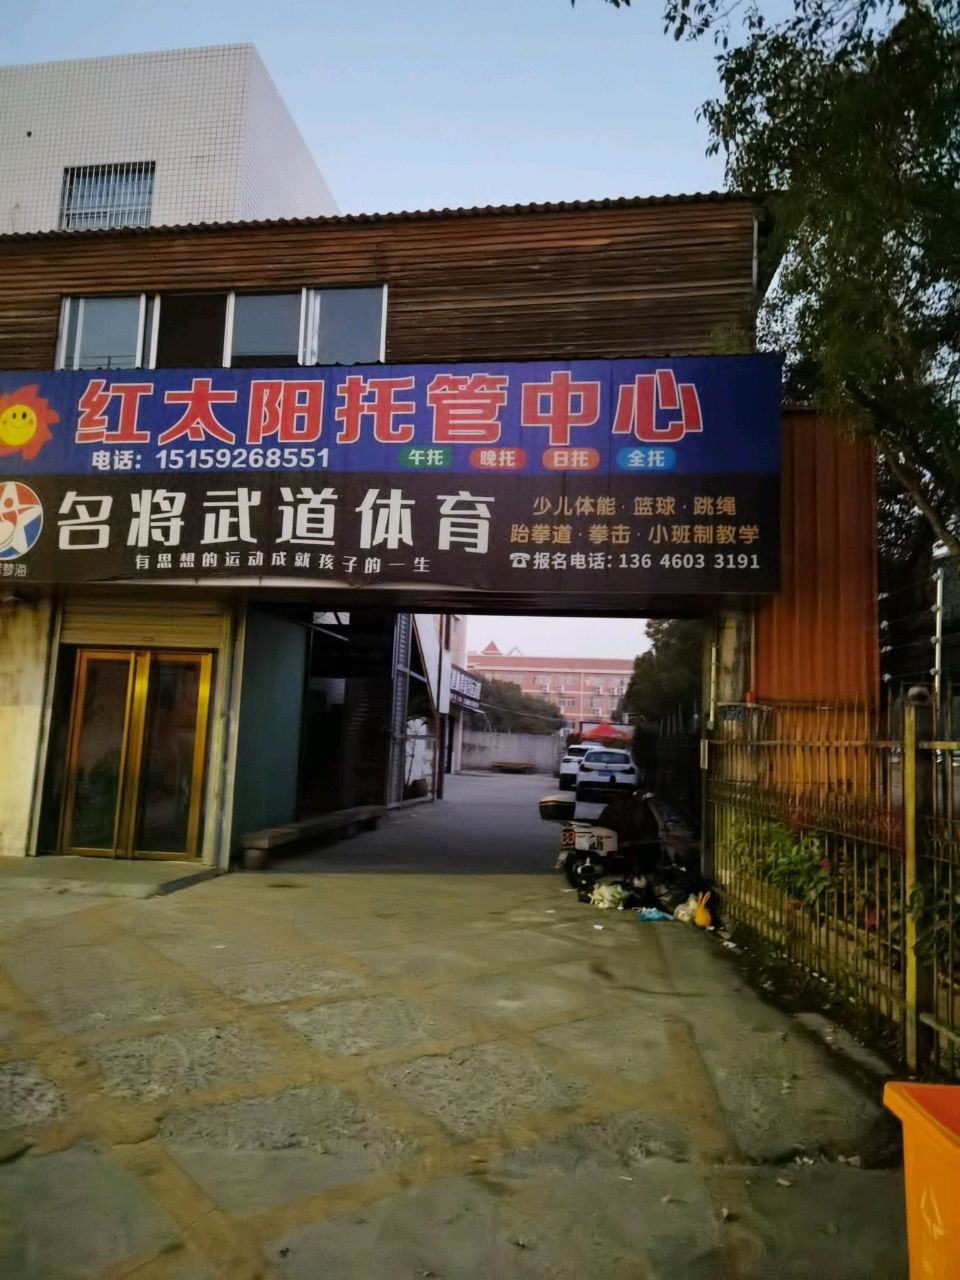 红太阳托管中心
电话：15159268551 午托 晚托 日托 全托
名将武道体育
少儿体能·篮球·跳绳
跆拳道·拳击·小班制教学
有思想的运动成就孩子的一生
☎报名电话：136 4603 3191
梦海